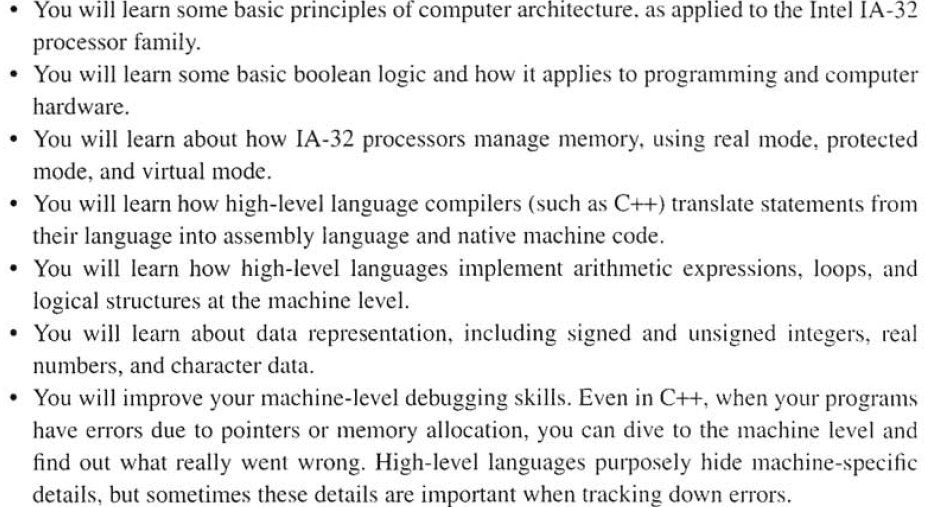 • You will learn some basic principles of computer architecture, as applied to the Intel IA-32
processor family.
• You will learn some basic boolean logic and how it applies to programming and computer
hardware.
• You will learn about how IA-32 processors manage memory, using real mode, protected
mode, and virtual mode.
• You will learn how high-level language compilers (such as C++) translate statements from
their language into assembly language and native machine code.
• You will learn how high-level languages implement arithmetic expressions, loops, and
logical structures at the machine level.
• You will learn about data representation, including signed and unsigned integers, real
numbers, and character data.
• You will improve your machine-level debugging skills. Even in C++, when your programs
have errors due to pointers or memory allocation, you can dive to the machine level and
find out what really went wrong. High-level languages purposely hide machine-specific
details, but sometimes these details are important when tracking down errors.